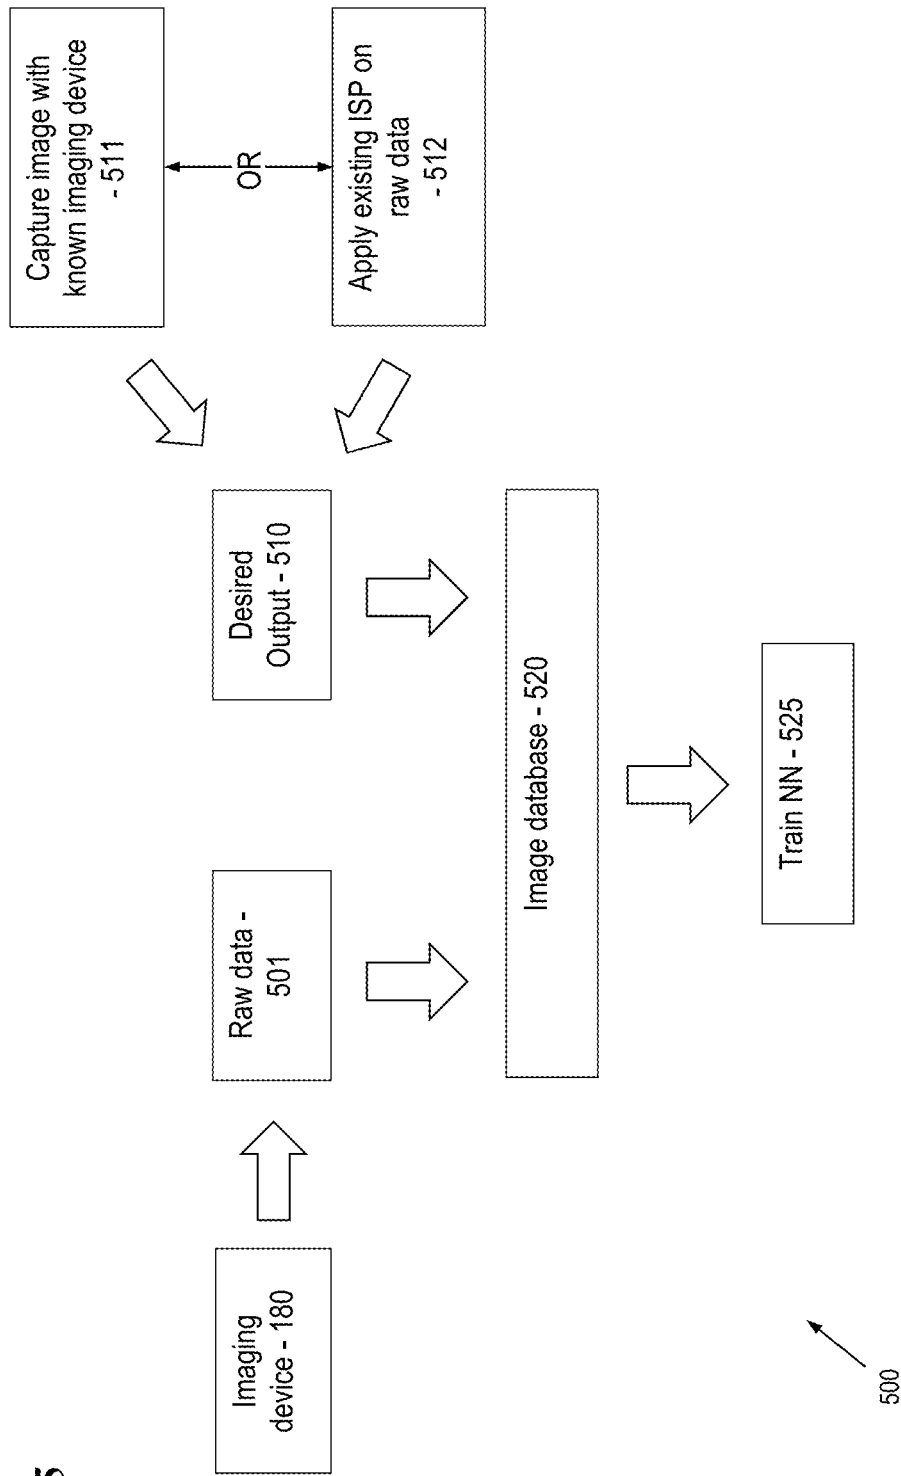 Imaging
device - 180
Raw data -
501
Desired
Output - 510
Capture image with
known imaging device
- 511
OR
Apply existing ISP on
raw data
- 512
Image database - 520
Train NN - 525
500